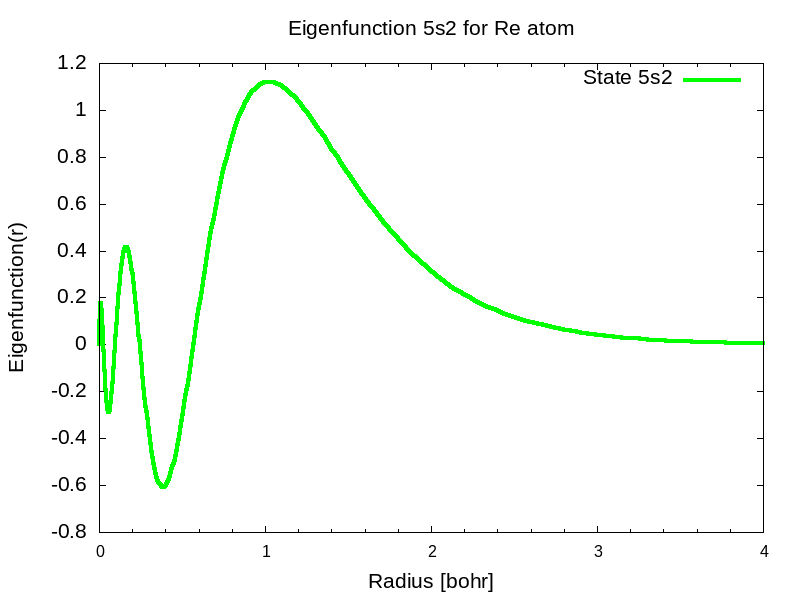 Eigenfunction 5s2 for Re atom
State 5s2
Eigenfunction(r)
1.2
1
0.8
0.6
0.4
0.2
0
-0.2
-0.4
-0.6
-0.8
0 1 2 3 4
Radius [bohr]